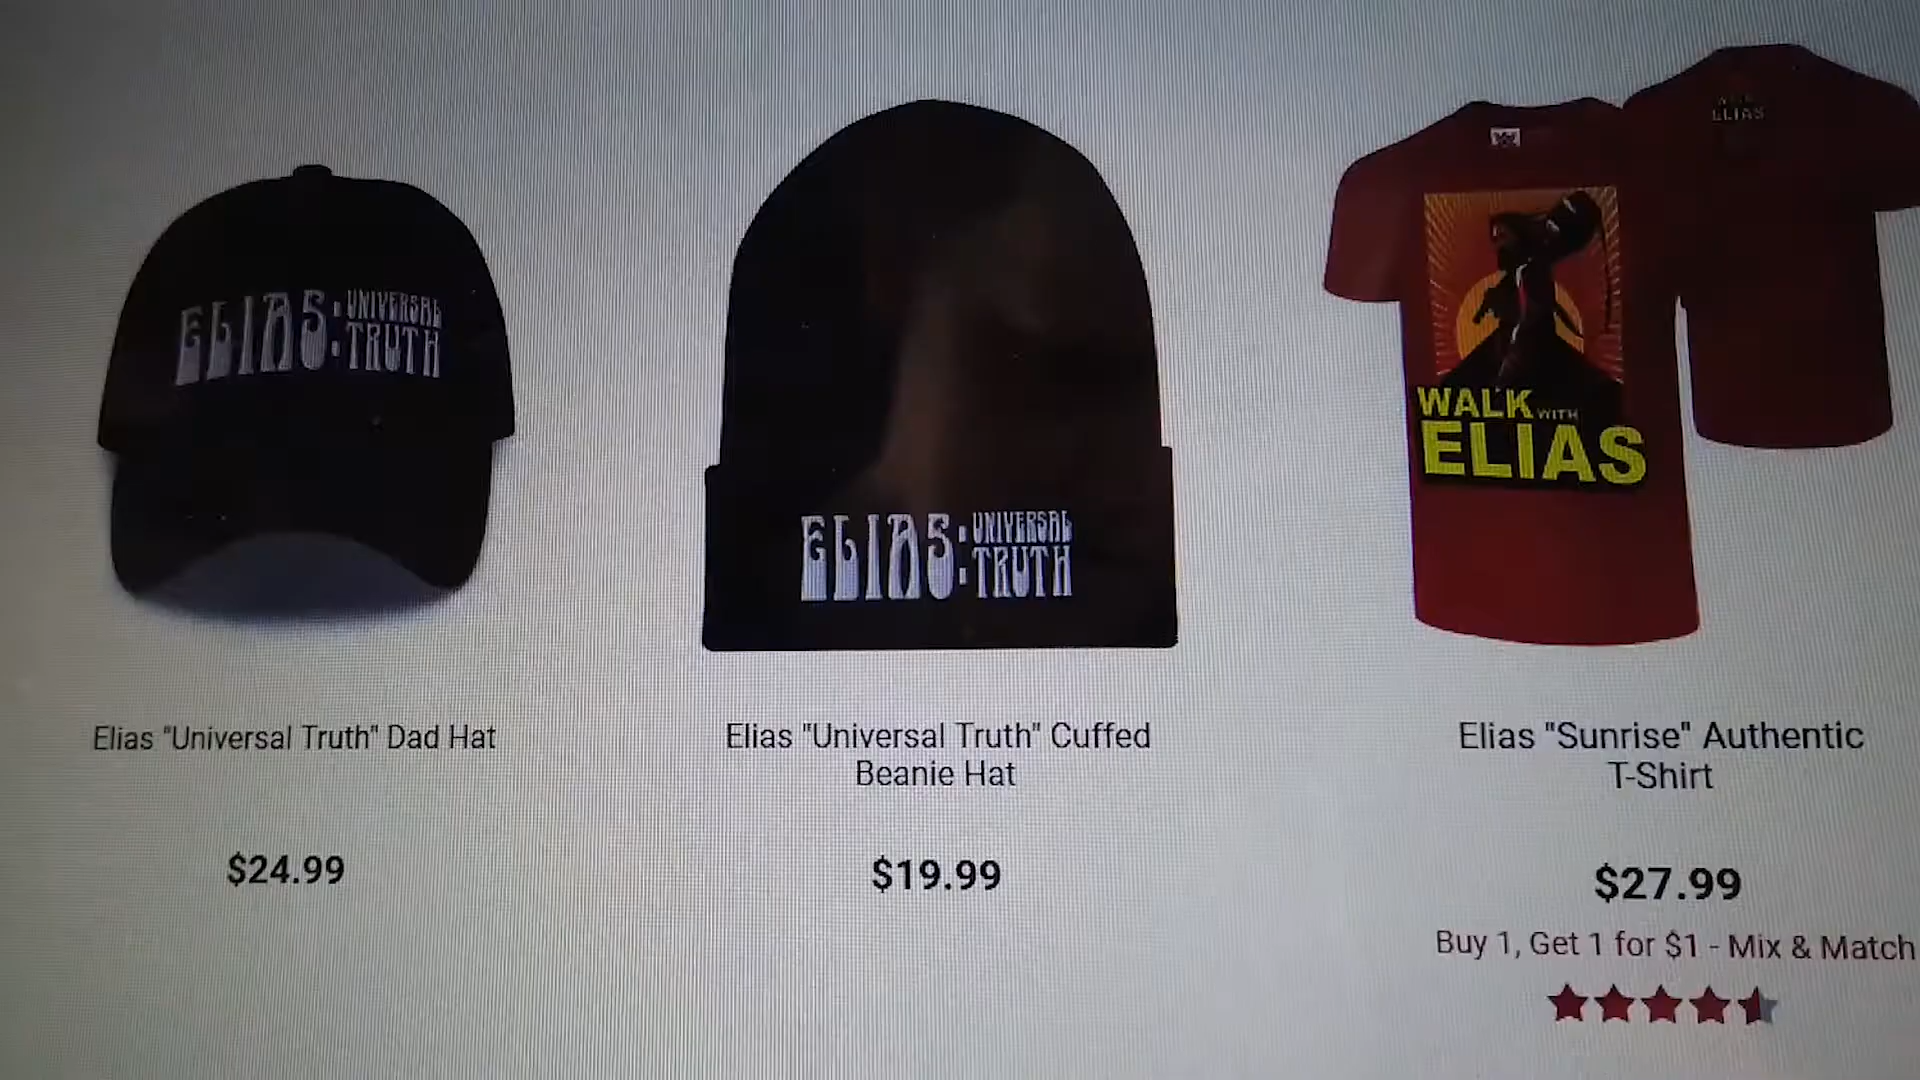 ELIAS: UNIVERSAL
TRUTH
ELIAS: UNIVERSAL
TRUTH
WALK WITH
ELIAS
ELIAS
Elias "Universal Truth" Dad Hat
$24.99
Elias "Universal Truth" Cuffed
Beanie Hat
$19.99
Elias "Sunrise" Authentic
T-Shirt
$27.99
Buy 1, Get 1 for $1 - Mix & Match